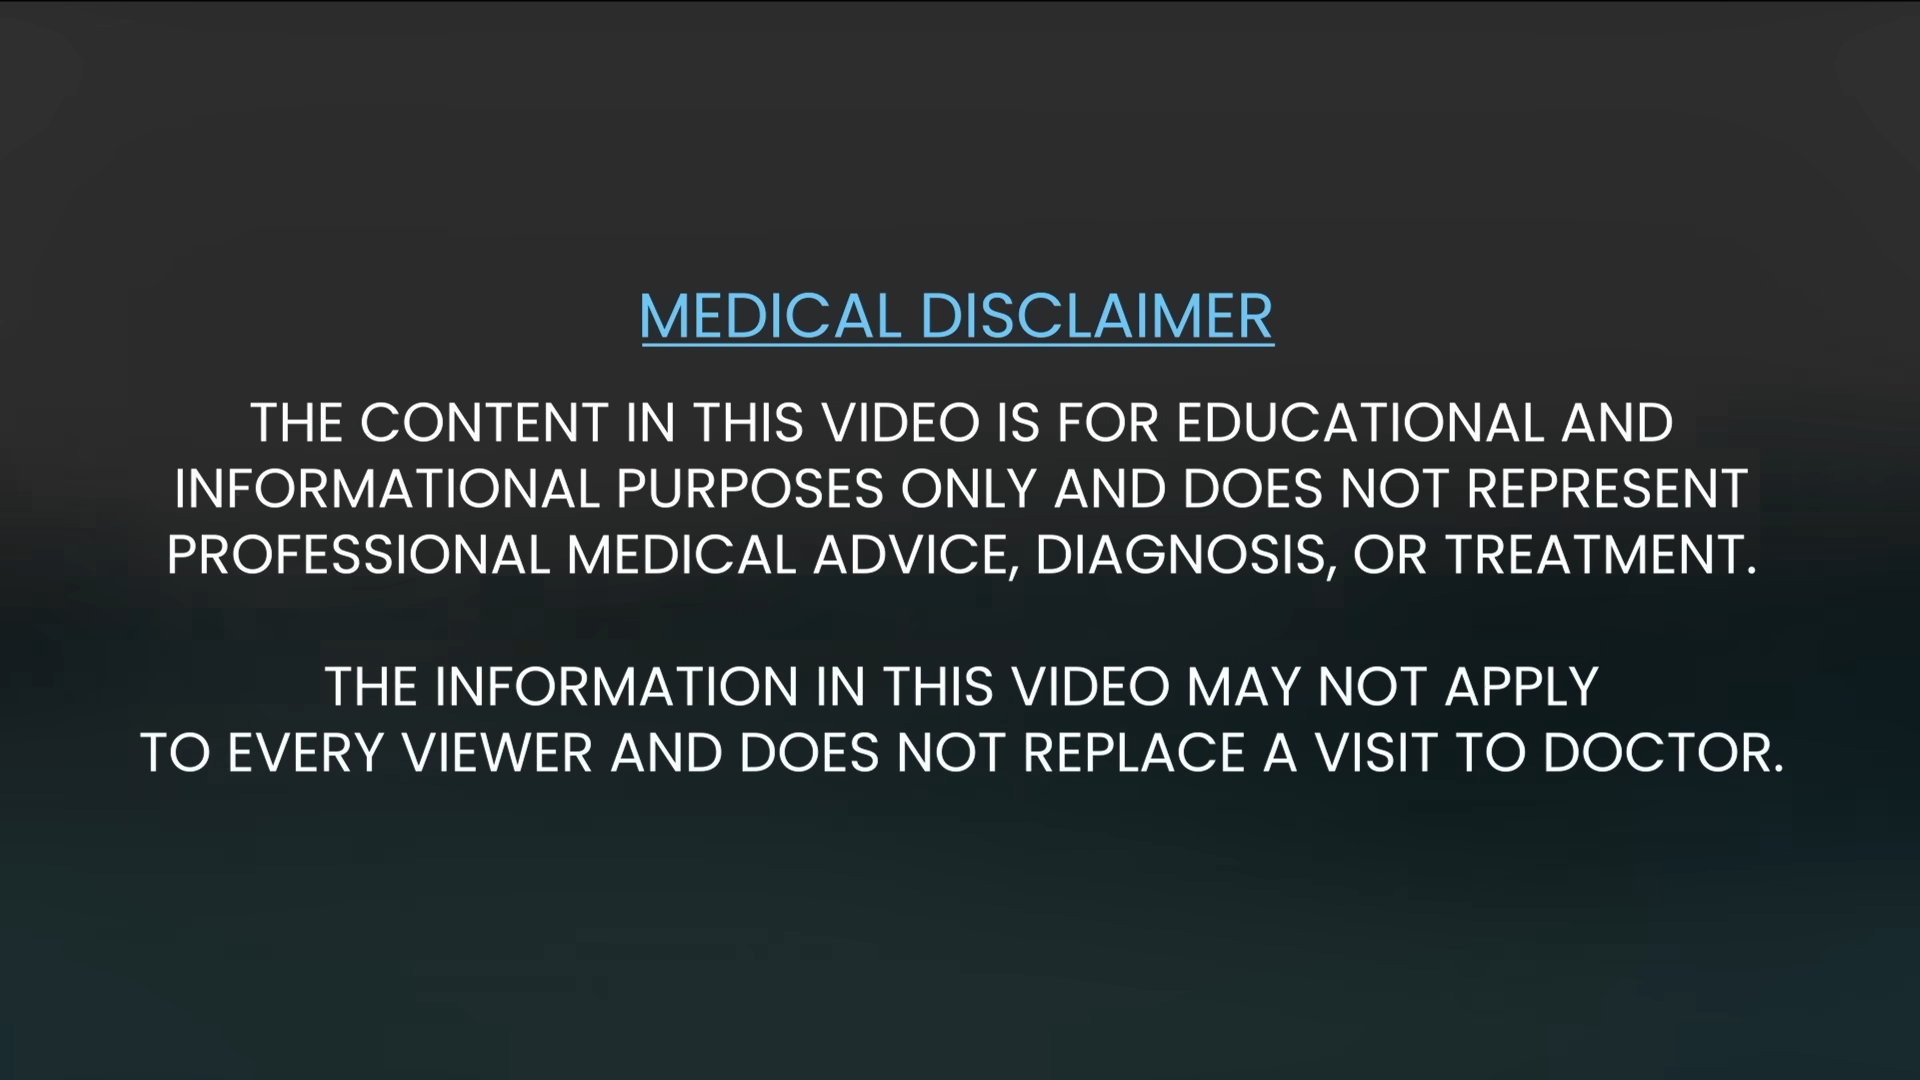 MEDICAL DISCLAIMER
THE CONTENT IN THIS VIDEO IS FOR EDUCATIONAL AND
INFORMATIONAL PURPOSES ONLY AND DOES NOT REPRESENT
PROFESSIONAL MEDICAL ADVICE, DIAGNOSIS, OR TREATMENT.
THE INFORMATION IN THIS VIDEO MAY NOT APPLY
TO EVERY VIEWER AND DOES NOT REPLACE A VISIT TO DOCTOR.